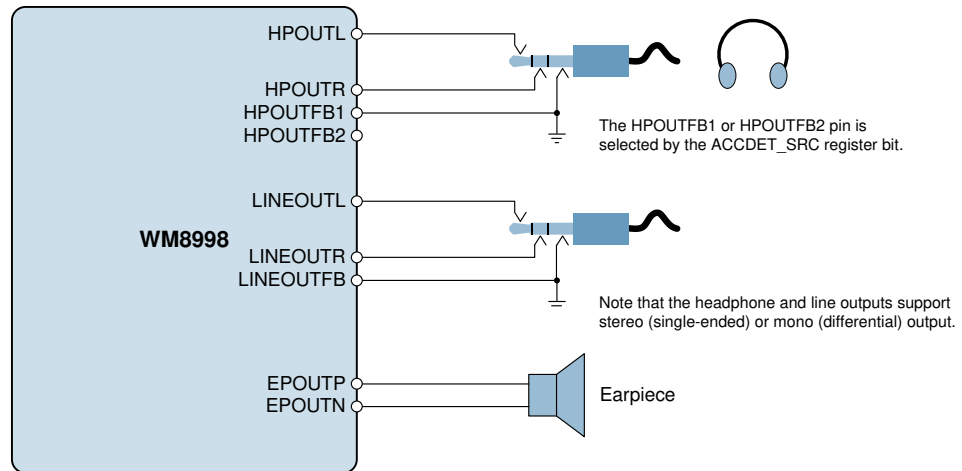 HPOUTL
HPOUTR
HPOUTFB1
HPOUTFB2
The HPOUTFB1 or HPOUTFB2 pin is
selected by the ACCDET_SRC register bit.
LINEOUTL
WM8998
LINEOUTR
LINEOUTFB
Note that the headphone and line outputs support
stereo (single-ended) or mono (differential) output.
EPOUTP
EPOUTN
Earpiece